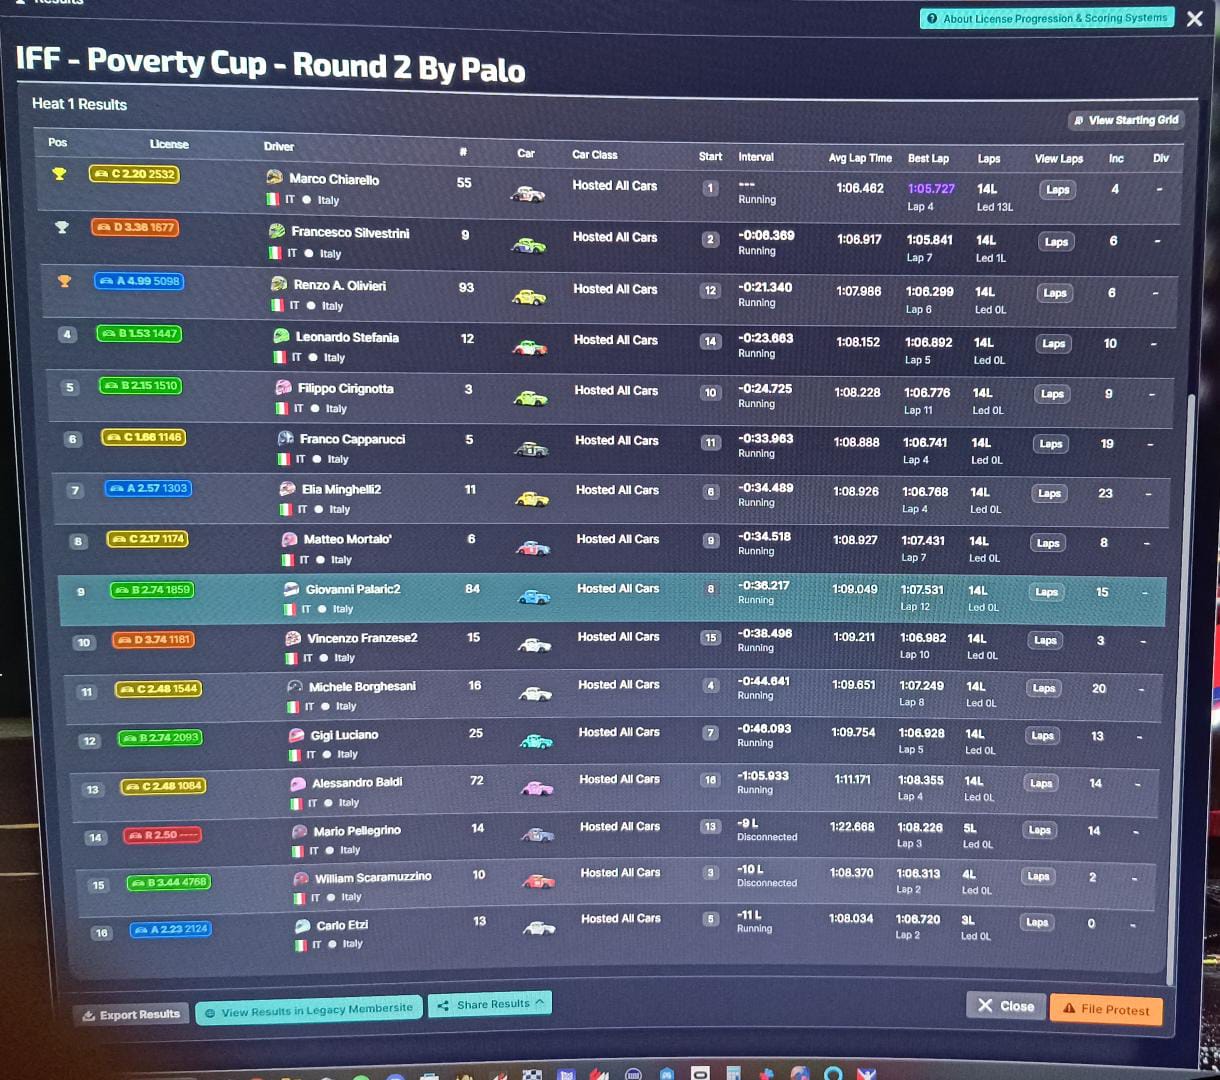 Results
About License Progression & Scoring Systems
IFF - Poverty Cup - Round 2 By Palo
Heat 1 Results
View Starting Grid
Pos License Driver # Car Car Class Start Interval Avg Lap Time Best Lap Laps View Laps Inc Div
C 2.20 2532 Marco Chiarello 55 Hosted All Cars 1 --- 1:06.462 1:05.727 14L Laps 4 -
IT Italy Running Lap 4 Led 13L
D 3.36 1677 Francesco Silvestrini 9 Hosted All Cars 2 -0:06.369 1:06.917 1:05.841 14L Laps 6 -
IT Italy Running Lap 7 Led 1L
A 4.99 5098 Renzo A. Olivieri 93 Hosted All Cars 12 -0:21.340 1:07.986 1:06.299 14L Laps 6 -
IT Italy Running Lap 6 Led 0L
4 B 1.53 1447 Leonardo Stefania 12 Hosted All Cars 14 -0:23.663 1:08.152 1:06.892 14L Laps 10 -
IT Italy Running Lap 5 Led 0L
5 B 2.15 1510 Filippo Cirignotta 3 Hosted All Cars 10 -0:24.725 1:08.228 1:06.776 14L Laps 9 -
IT Italy Running Lap 11 Led 0L
6 C 1.66 1146 Franco Capparucci 5 Hosted All Cars 11 -0:33.963 1:08.888 1:06.741 14L Laps 19 -
IT Italy Running Lap 4 Led 0L
7 A 2.57 1303 Elia Minghelli2 11 Hosted All Cars 6 -0:34.489 1:08.926 1:06.768 14L Laps 23 -
IT Italy Running Lap 4 Led 0L
8 C 2.17 1174 Matteo Mortalo' 6 Hosted All Cars 9 -0:34.518 1:08.927 1:07.431 14L Laps 8 -
IT Italy Running Lap 7 Led 0L
9 B 2.74 1859 Giovanni Palaric2 84 Hosted All Cars 8 -0:36.217 1:09.049 1:07.531 14L Laps 15 -
IT Italy Running Lap 12 Led 0L
10 D 3.74 1181 Vincenzo Franzese2 15 Hosted All Cars 15 -0:38.496 1:09.211 1:06.982 14L Laps 3 -
IT Italy Running Lap 10 Led 0L
11 C 2.48 1544 Michele Borghesani 16 Hosted All Cars 4 -0:44.641 1:09.651 1:07.249 14L Laps 20 -
IT Italy Running Lap 8 Led 0L
12 B 2.74 2093 Gigi Luciano 25 Hosted All Cars 7 -0:46.093 1:09.754 1:06.928 14L Laps 13 -
IT Italy Running Lap 5 Led 0L
13 C 2.48 1084 Alessandro Baldi 72 Hosted All Cars 16 -1:05.933 1:11.171 1:08.355 14L Laps 14 -
IT Italy Running Lap 4 Led 0L
14 R 2.50 ---- Mario Pellegrino 14 Hosted All Cars 13 -9 L 1:22.668 1:08.226 5L Laps 14 -
IT Italy Disconnected Lap 3 Led 0L
15 B 3.44 4768 William Scaramuzzino 10 Hosted All Cars 3 -10 L 1:08.370 1:06.313 4L Laps 2 -
IT Italy Disconnected Lap 2 Led 0L
16 A 2.23 2124 Carlo Etzi 13 Hosted All Cars 5 -11 L 1:08.034 1:06.720 3L Laps 0 -
IT Italy Running Lap 2 Led 0L
Export Results View Results in Legacy Membersite Share Results Close File Protest